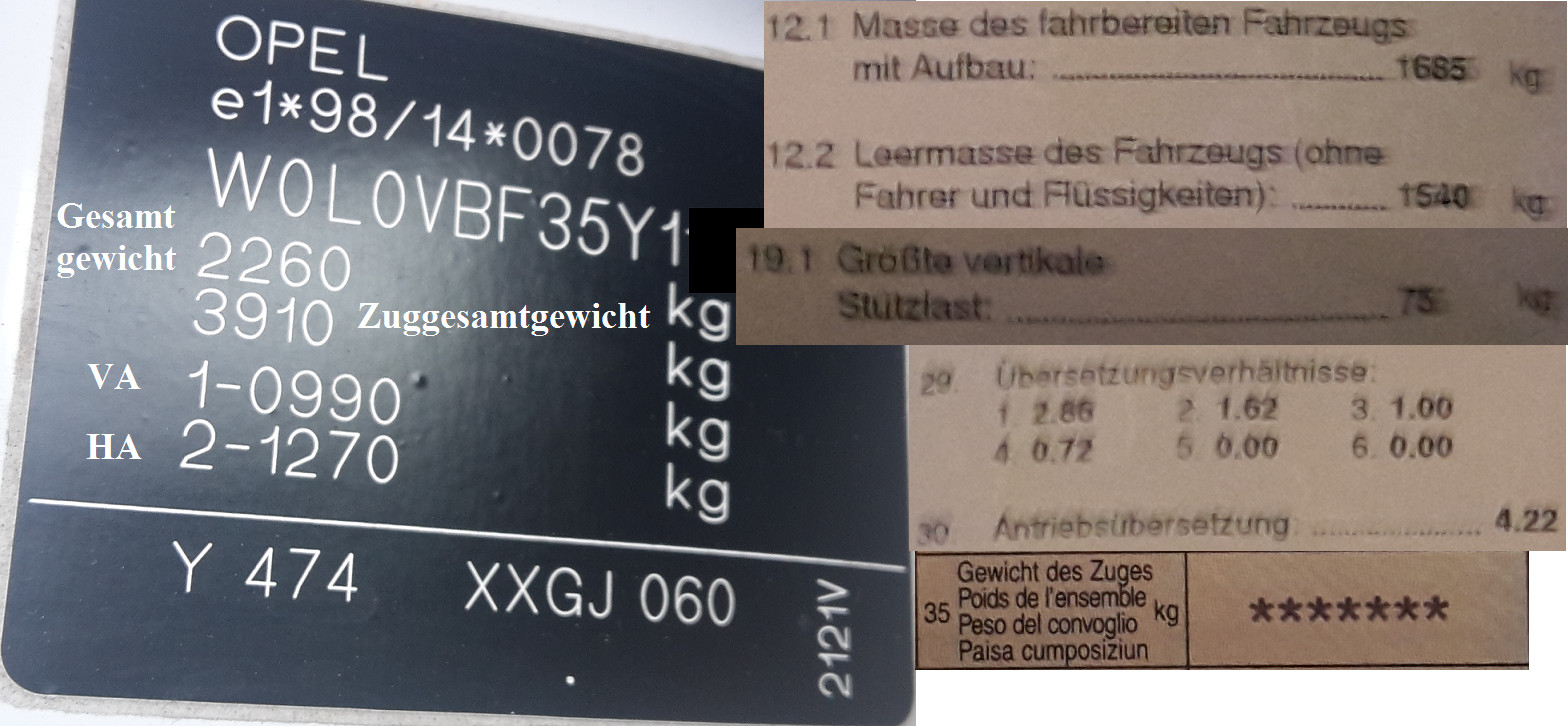 OPEL
e1*98/14*0078
W0L0VBF35Y1
Gesamt
gewicht 2260 kg
3910 Zuggesamtgewicht kg
VA 1-0990 kg
HA 2-1270 kg
Y 474 XXGJ 060
2121V
12.1 Masse des fahrbereiten Fahrzeugs
mit Aufbau: .......... 1685 kg
12.2 Leermasse des Fahrzeugs (ohne
Fahrer und Flüssigkeiten): .......... 1540 kg
19.1 Größte vertikale
Stützlast: .......... 75 kg
29. Übersetzungsverhältnisse:
1. 2.86 2. 1.62 3. 1.00
4. 0.72 5. 0.00 6. 0.00
30. Antriebsübersetzung: .......... 4.22
35 Gewicht des Zuges
Poids de l'ensemble kg *******
Peso del convoglio
Paisa cumposiziun